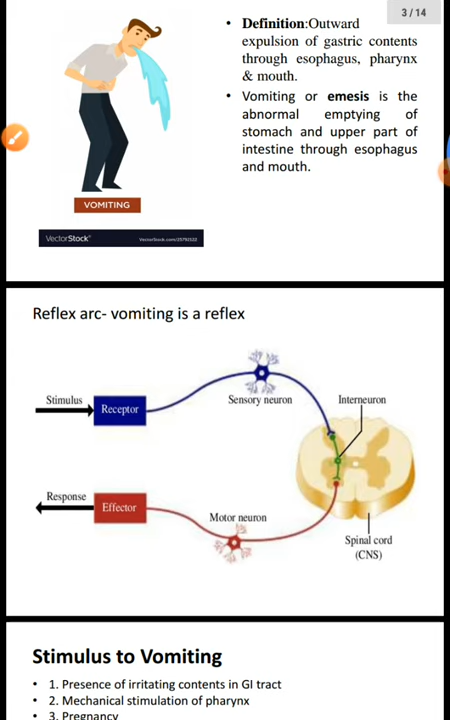 3 / 14
• Definition:Outward
expulsion of gastric contents
through esophagus, pharynx
& mouth.
• Vomiting or emesis is the
abnormal emptying of
stomach and upper part of
intestine through esophagus
and mouth.
VOMITING
VectorStock®
VectorStock.com/25792522
Reflex arc- vomiting is a reflex
Stimulus
Receptor
Sensory neuron
Interneuron
Response
Effector
Motor neuron
Spinal cord
(CNS)
Stimulus to Vomiting
• 1. Presence of irritating contents in GI tract
• 2. Mechanical stimulation of pharynx
• 3. Pregnancy